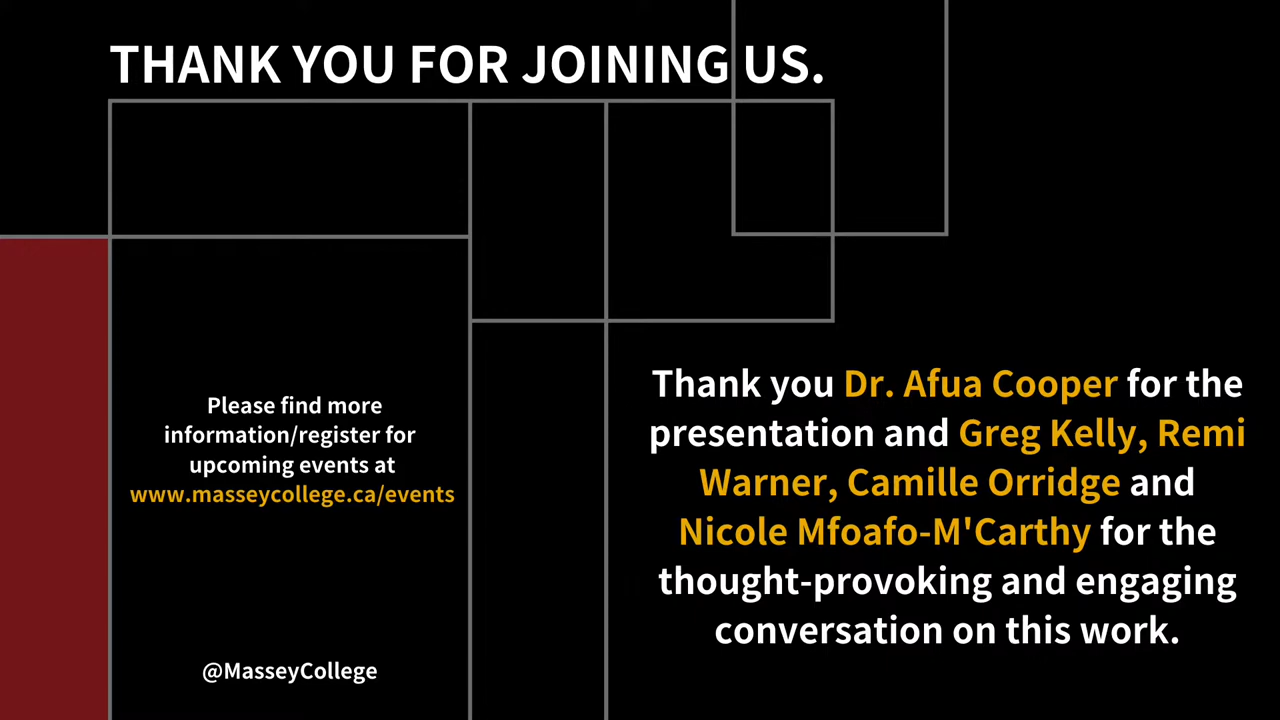 THANK YOU FOR JOINING US.
Please find more
information/register for
upcoming events at
www.masseycollege.ca/events
@MasseyCollege
Thank you Dr. Afua Cooper for the
presentation and Greg Kelly, Remi
Warner, Camille Orridge and
Nicole Mfoafo-M'Carthy for the
thought-provoking and engaging
conversation on this work.